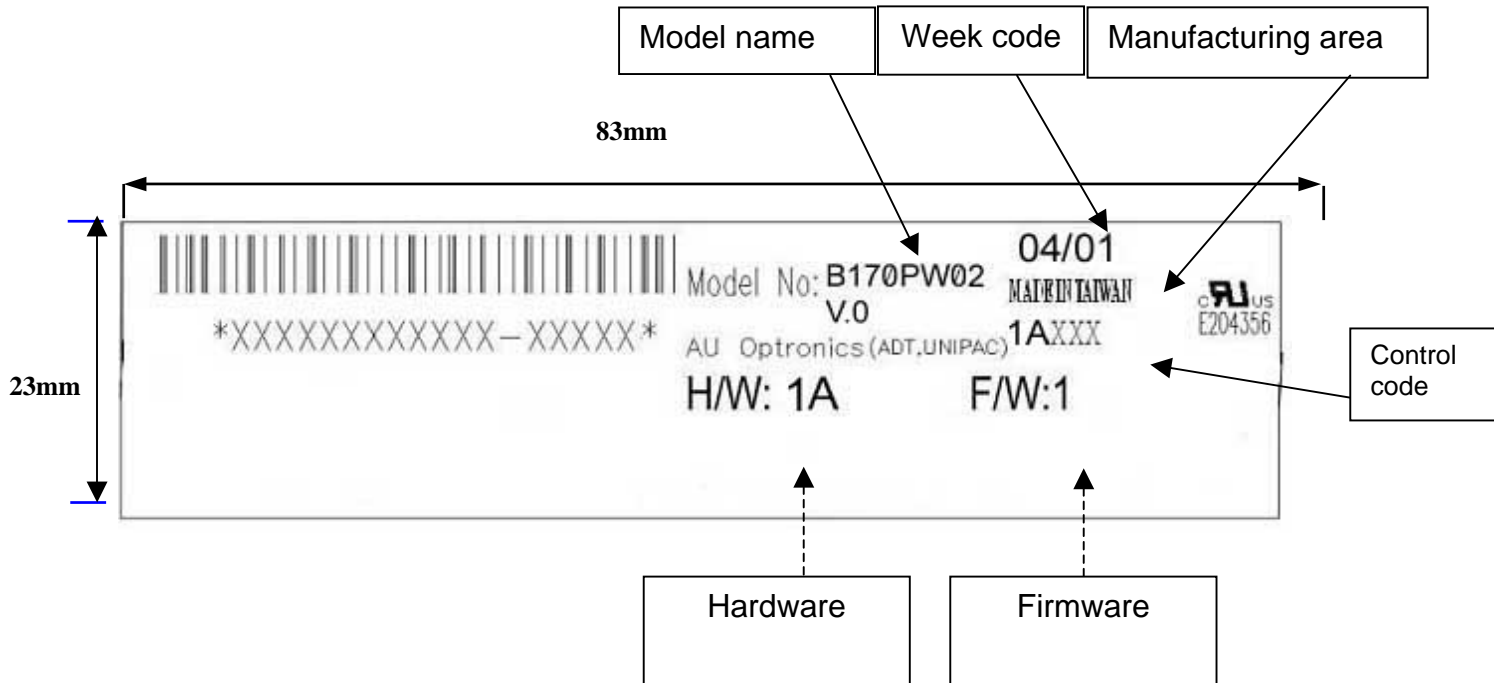 Model name
Week code
Manufacturing area
83mm
04/01
Model No: B170PW02
V.0
MADE IN TAIWAN
c US
E204356
*XXXXXXXXXXXX-XXXXX*
AU Optronics (ADT,UNIPAC)
1AXXX
Control
code
23mm
H/W: 1A
F/W:1
Hardware
Firmware